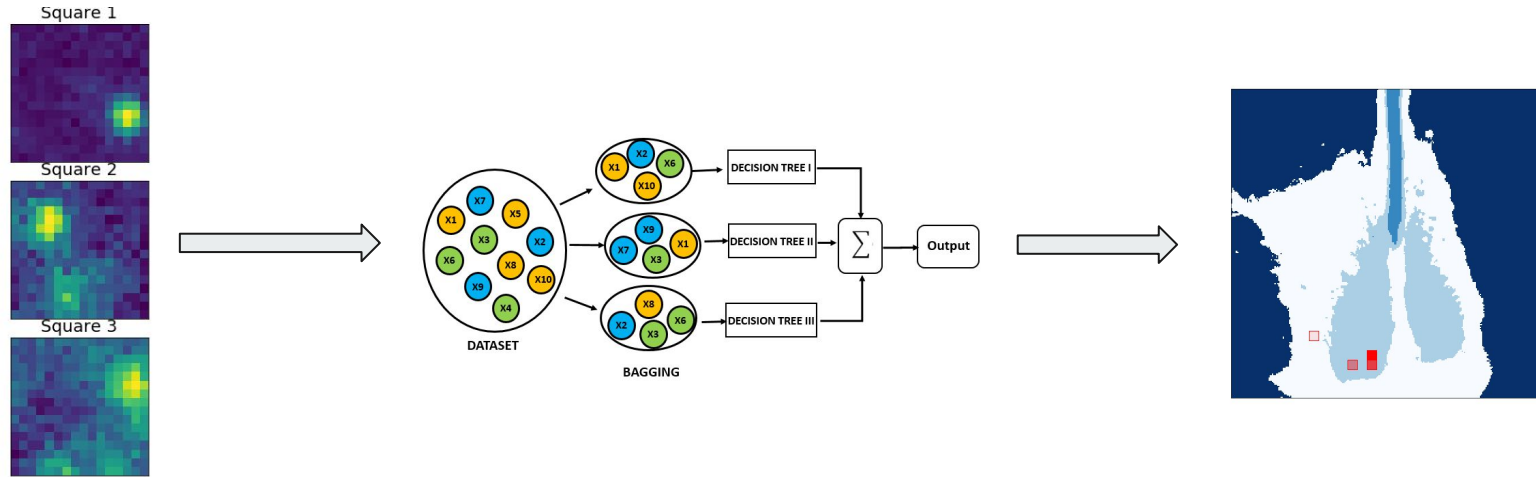 Square 1
Square 2
Square 3
X7
X1
X5
X3
X2
X6
X8
X10
X9
X4
DATASET
X2
X1
X6
X10
X9
X7
X1
X3
X8
X2
X6
X3
BAGGING
DECISION TREE I
DECISION TREE II
DECISION TREE III
∑
Output